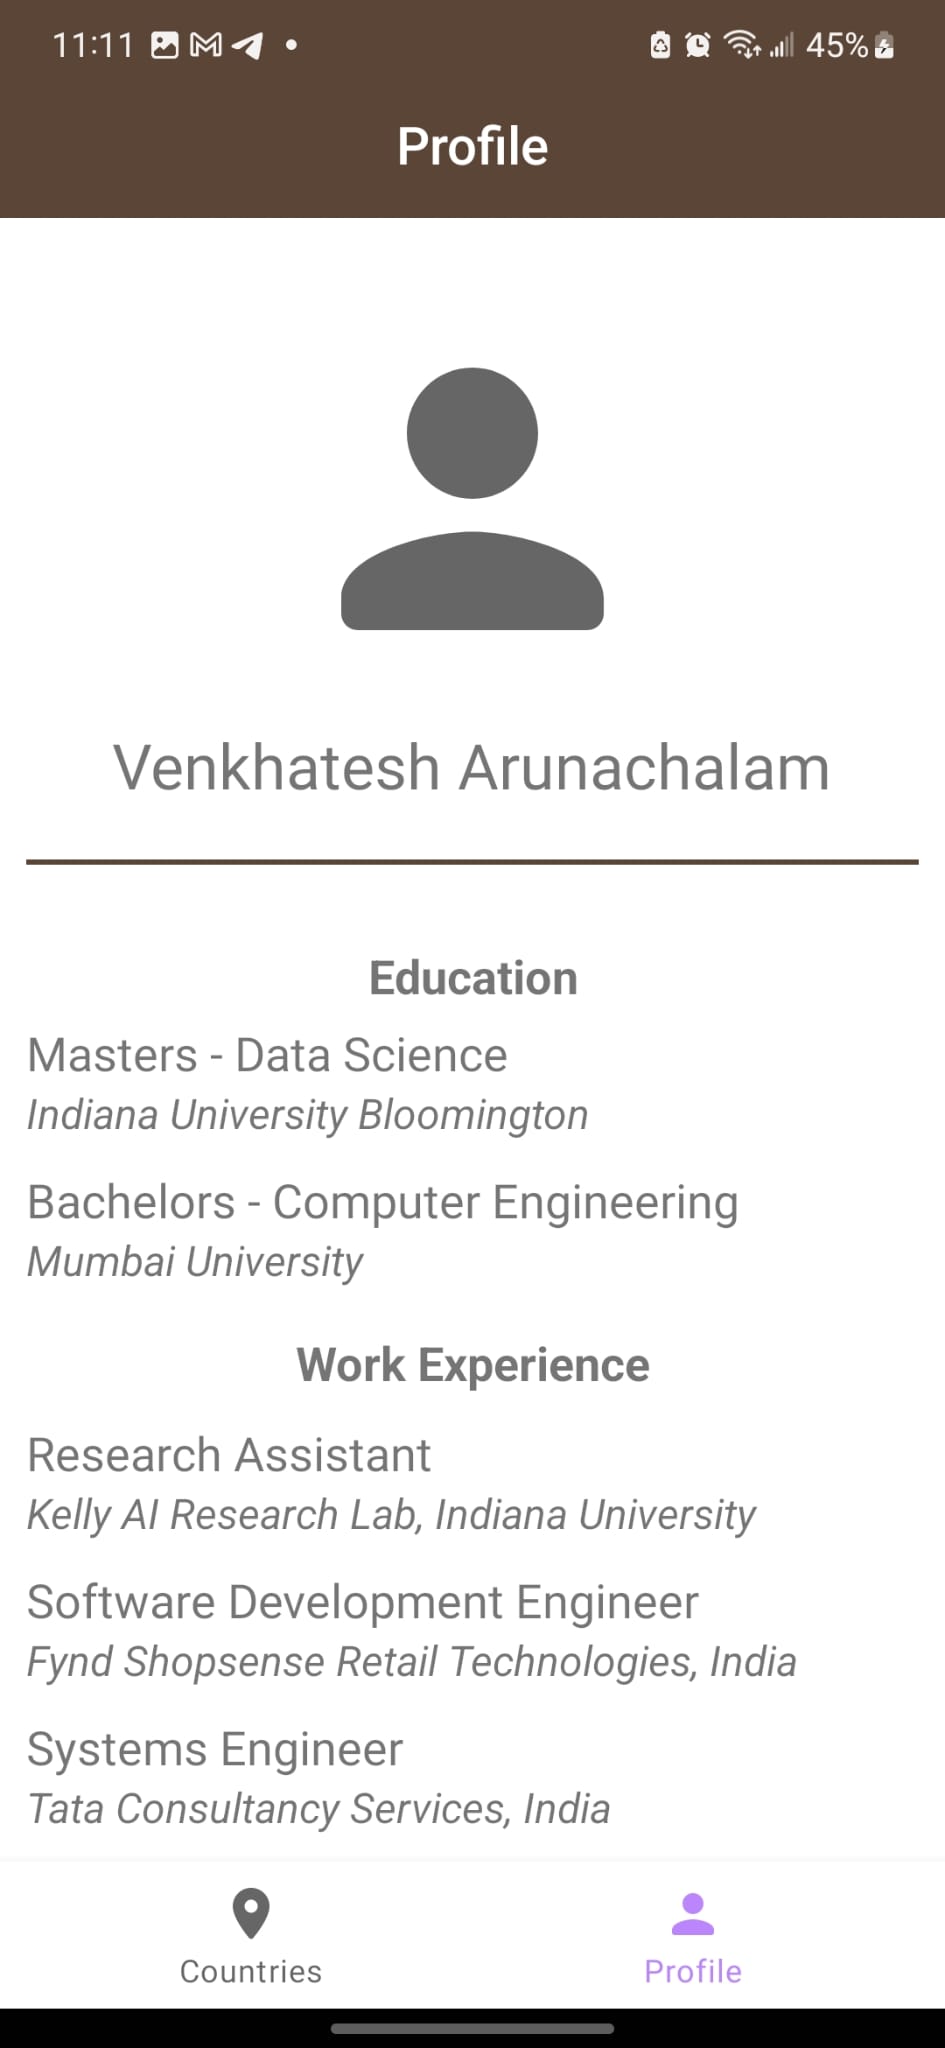 11:11 45%
Profile
Venkhatesh Arunachalam
Education
Masters - Data Science
Indiana University Bloomington
Bachelors - Computer Engineering
Mumbai University
Work Experience
Research Assistant
Kelly AI Research Lab, Indiana University
Software Development Engineer
Fynd Shopsense Retail Technologies, India
Systems Engineer
Tata Consultancy Services, India
Countries Profile